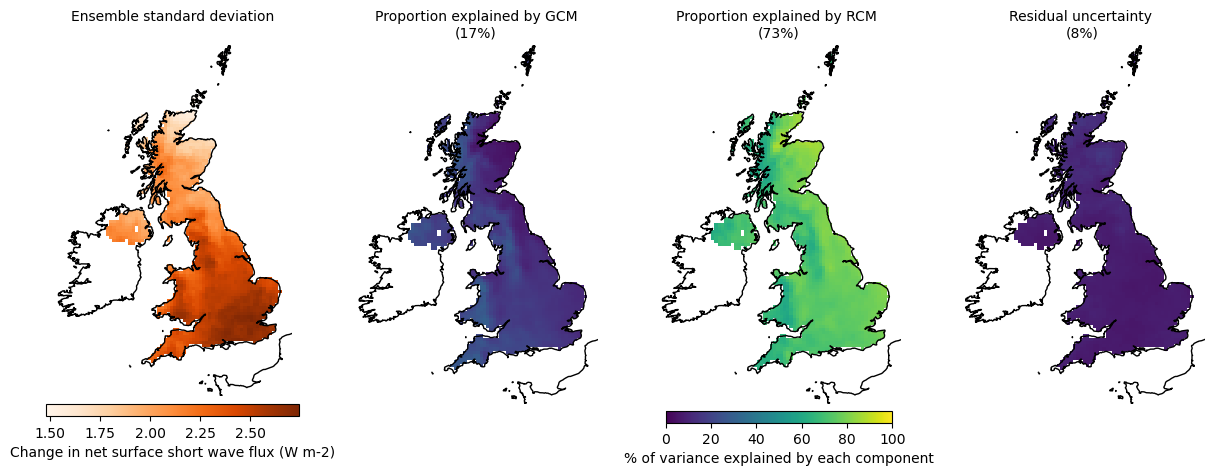 Ensemble standard deviation
Proportion explained by GCM
(17%)
Proportion explained by RCM
(73%)
Residual uncertainty
(8%)
1.50 1.75 2.00 2.25 2.50
Change in net surface short wave flux (W m-2)
0 20 40 60 80 100
% of variance explained by each component